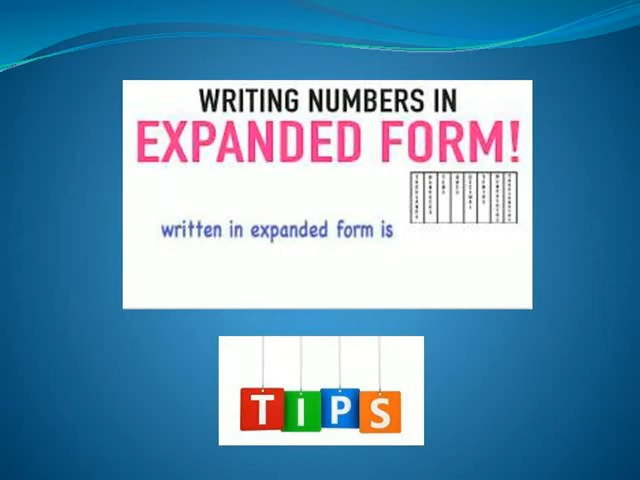 WRITING NUMBERS IN
EXPANDED FORM!
written in expanded form is
TIPS